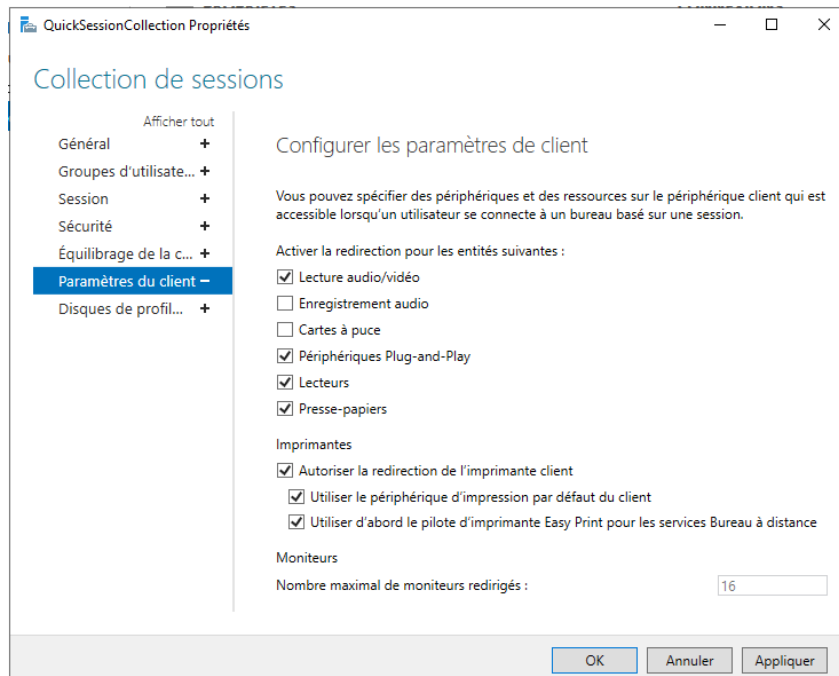 QuickSessionCollection Propriétés
Collection de sessions
Afficher tout
Général +
Groupes d'utilisate... +
Session +
Sécurité +
Équilibrage de la c... +
Paramètres du client −
Disques de profil... +
Configurer les paramètres de client
Vous pouvez spécifier des périphériques et des ressources sur le périphérique client qui est
accessible lorsqu'un utilisateur se connecte à un bureau basé sur une session.
Activer la redirection pour les entités suivantes :
Lecture audio/vidéo
Enregistrement audio
Cartes à puce
Périphériques Plug-and-Play
Lecteurs
Presse-papiers
Imprimantes
Autoriser la redirection de l'imprimante client
Utiliser le périphérique d'impression par défaut du client
Utiliser d'abord le pilote d'imprimante Easy Print pour les services Bureau à distance
Moniteurs
Nombre maximal de moniteurs redirigés : 16
OK Annuler Appliquer